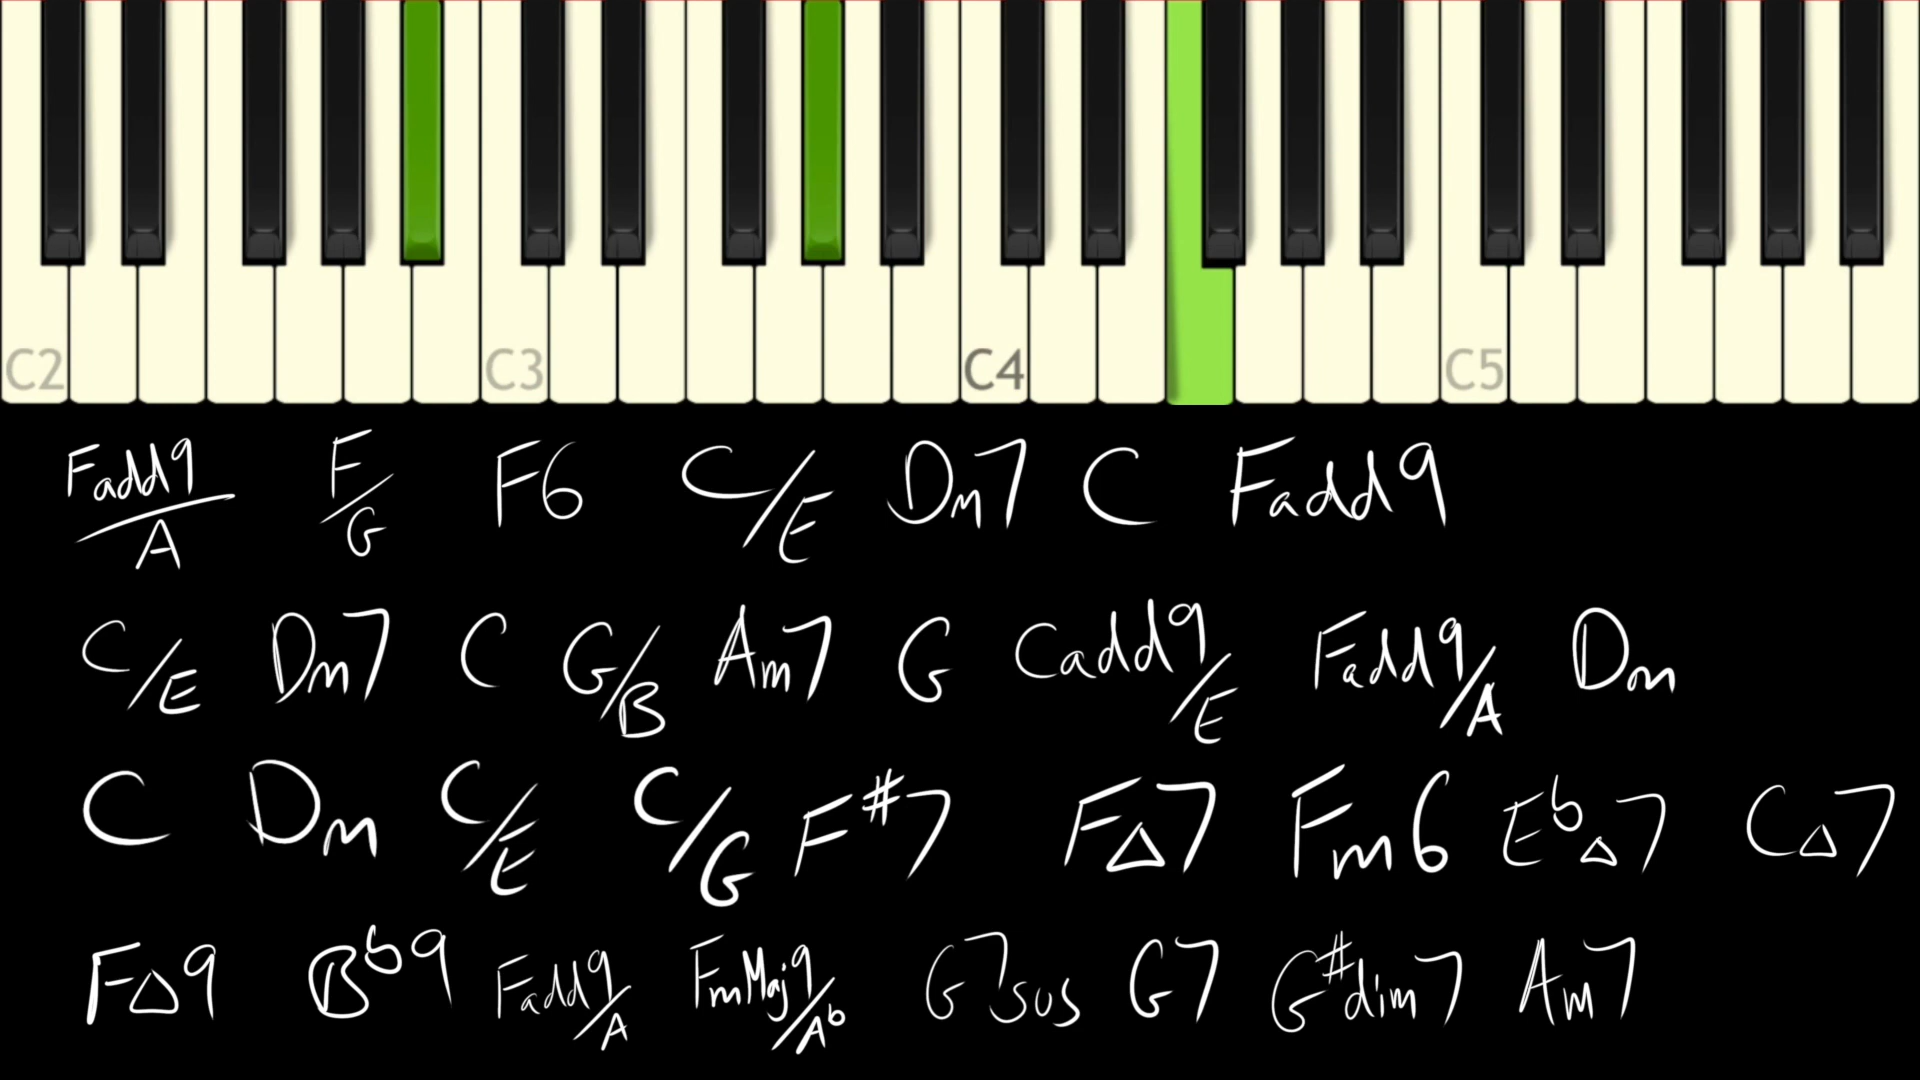 C2 C3 C4 C5
Fadd9/A F/G F6 C/E Dm7 C Fadd9
C/E Dm7 C G/B Am7 G Cadd9/E Fadd9/A Dm
C Dm C/E C/G F#7 F△7 Fm6 Eb△7 C△7
F△9 Bb9 Fadd9/A FmMaj9/Ab G7sus G7 G#dim7 Am7